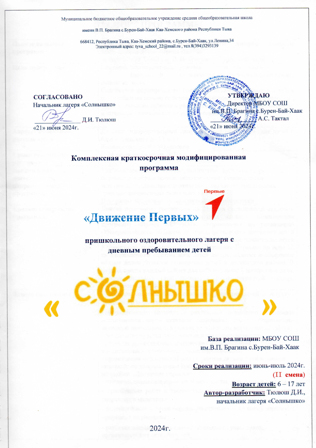 Муниципальное бюджетное общеобразовательное учреждение средняя общеобразовательная школа
имени В.П. Брагина с.Бурен-Бай-Хаак Каа-Хемского района Республики Тыва
668412, Республика Тыва, Каа-Хемский район, с.Бурен-Бай-Хаак, ул.Ленина,
Электронный адрес:
СОГЛАСОВАНО
УТВЕРЖДАЮ
Начальник лагеря «Солнышко»
Директор МБОУ СОШ
им.В.П. Брагина с.Бурен-Бай-Хаак
Д.И. Тюлюш
А.С. Тактал
«21» июня 2024г.
«21» июня 2024г.
Комплексная краткосрочная модифицированная
программа
Первые
«Движение Первых»
пришкольного оздоровительного лагеря с
дневным пребыванием детей
« СОЛНЫШКО »
База реализации: МБОУ СОШ
им.В.П. Брагина с.Бурен-Бай-Хаак
Сроки реализации: июнь-июль 2024г.
(11 смена)
Возраст детей: 6 – 17 лет
Автор-разработчик: Тюлюш Д.И.,
начальник лагеря «Солнышко»
2024г.